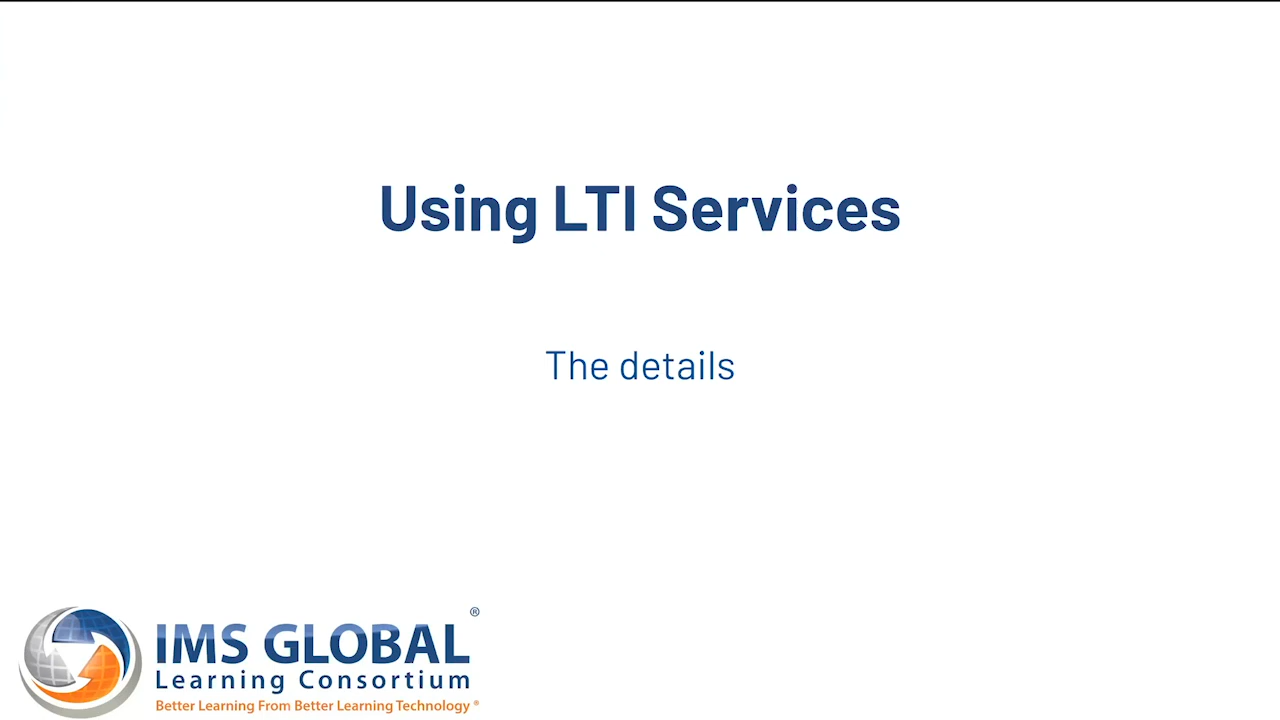 Using LTI Services
The details
IMS GLOBAL®
Learning Consortium
Better Learning From Better Learning Technology®